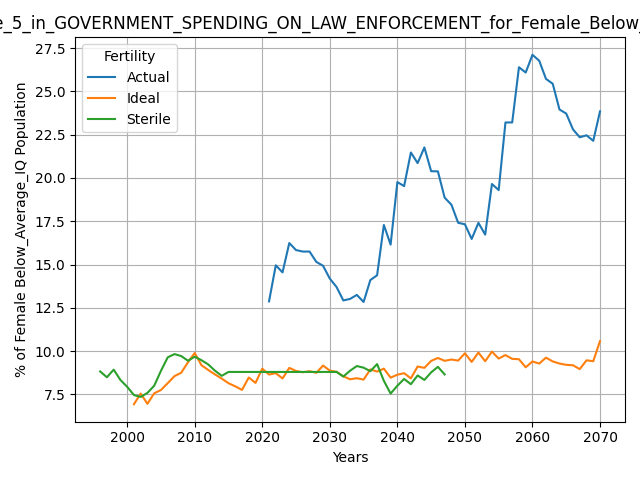 e_5_in_GOVERNMENT_SPENDING_ON_LAW_ENFORCEMENT_for_Female_Below_
Fertility
Actual
Ideal
Sterile
% of Female Below_Average_IQ Population
27.5
25.0
22.5
20.0
17.5
15.0
12.5
10.0
7.5
2000 2010 2020 2030 2040 2050 2060 2070
Years